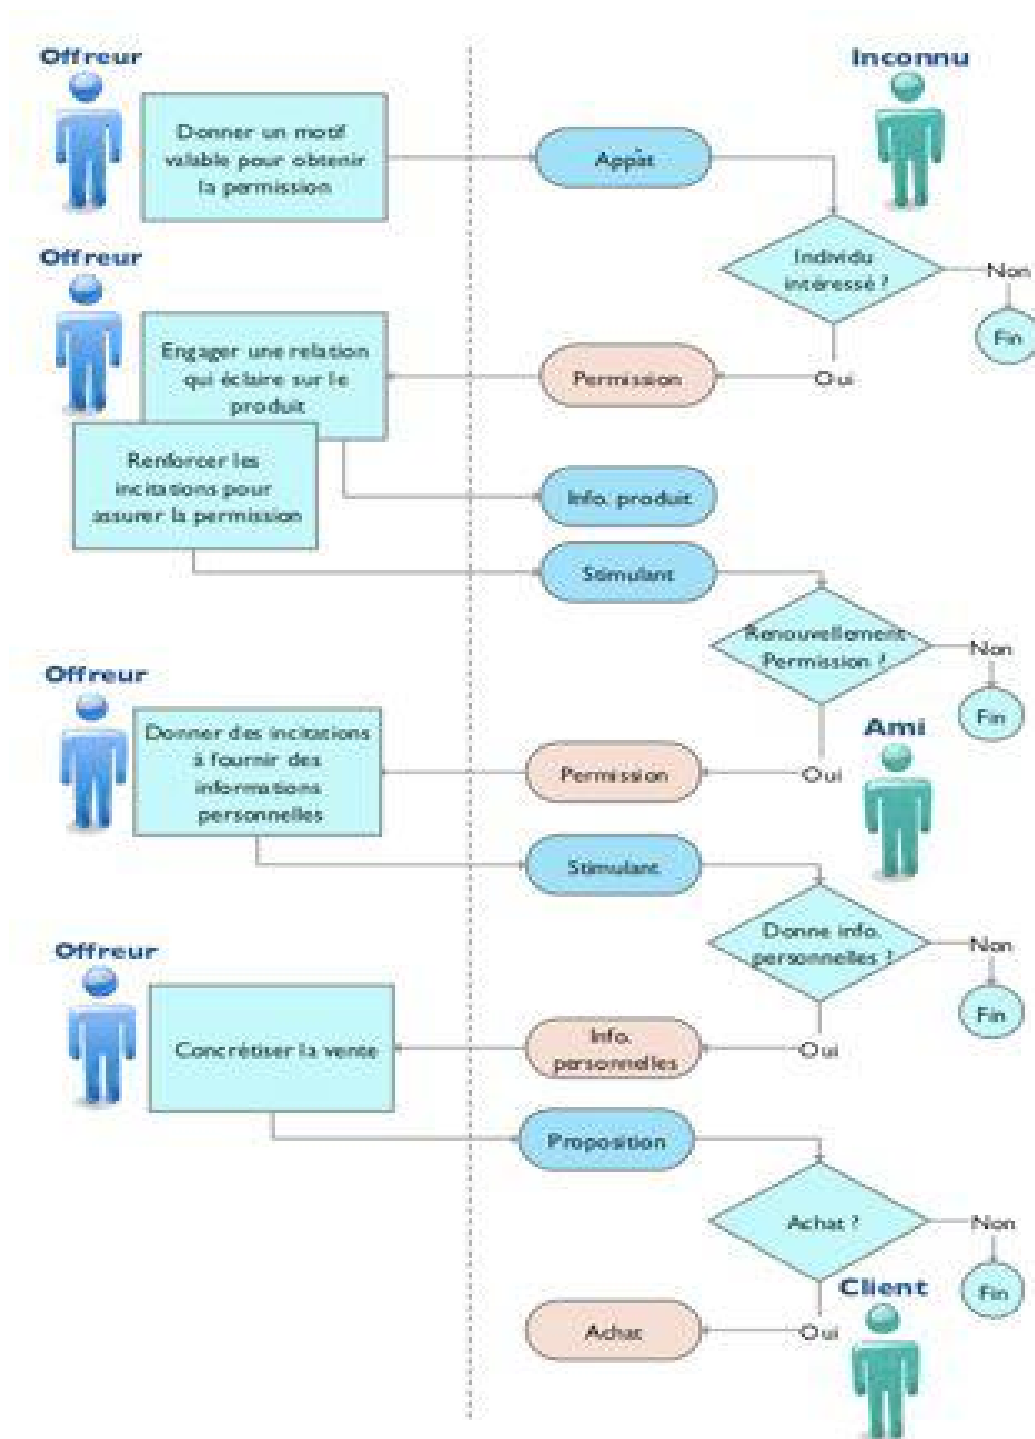 Offreur
Inconnu
Donner un motif
valable pour obtenir
la permission
Appât
Individu
intéressé ?
Non
Fin
Offreur
Engager une relation
qui éclaire sur le
produit
Permission
Oui
Renforcer les
incitations pour
assurer la permission
Info. produit
Stimulant
Renouvellement
Permission ?
Non
Fin
Offreur
Ami
Donner des incitations
à fournir des
informations
personnelles
Permission
Oui
Stimulant
Donne info.
personnelles ?
Non
Fin
Offreur
Concrétiser la vente
Info.
personnelles
Oui
Proposition
Achat ?
Non
Fin
Client
Achat
Oui